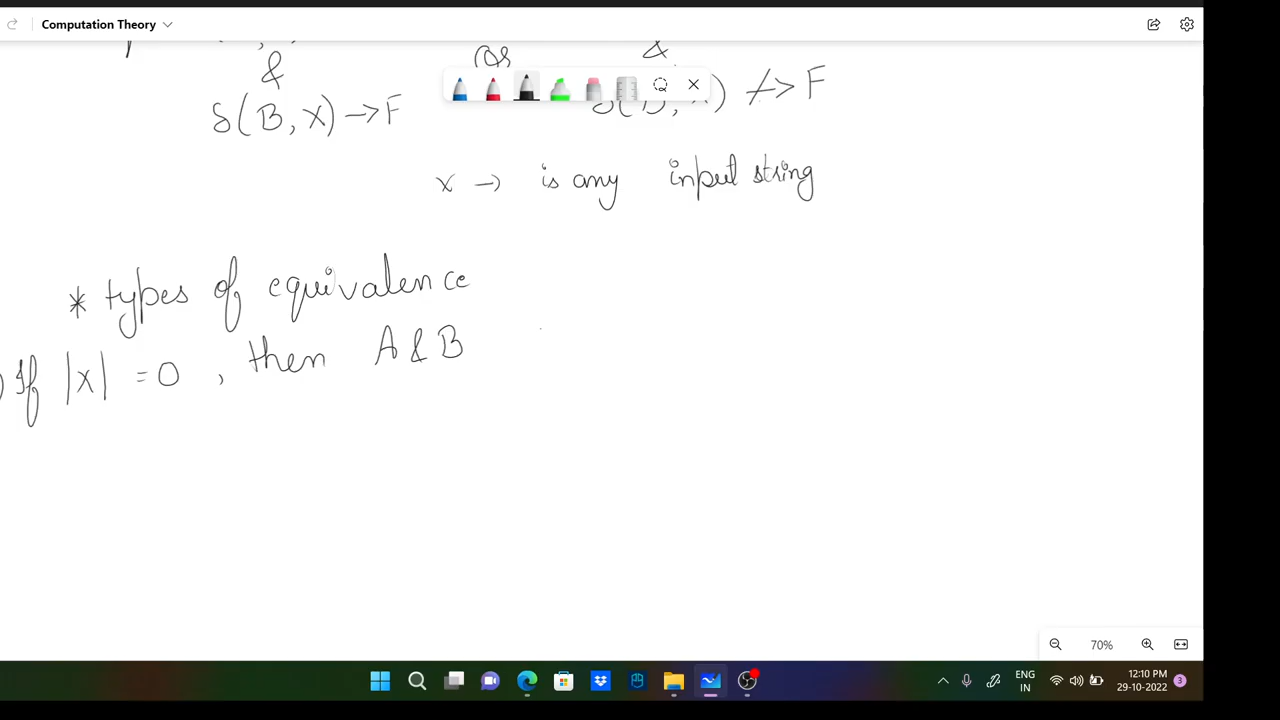 Computation Theory
& OR &
δ(B, X) → F δ(B, X) ↛> F
x → is any input string
* types of equivalence
) If |x| = 0 , then A & B
70%
ENG 12:10 PM
IN 29-10-2022 3